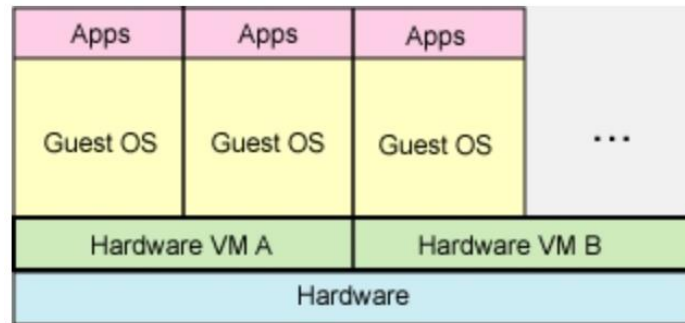 Apps Apps Apps
Guest OS Guest OS Guest OS ...
Hardware VM A Hardware VM B
Hardware